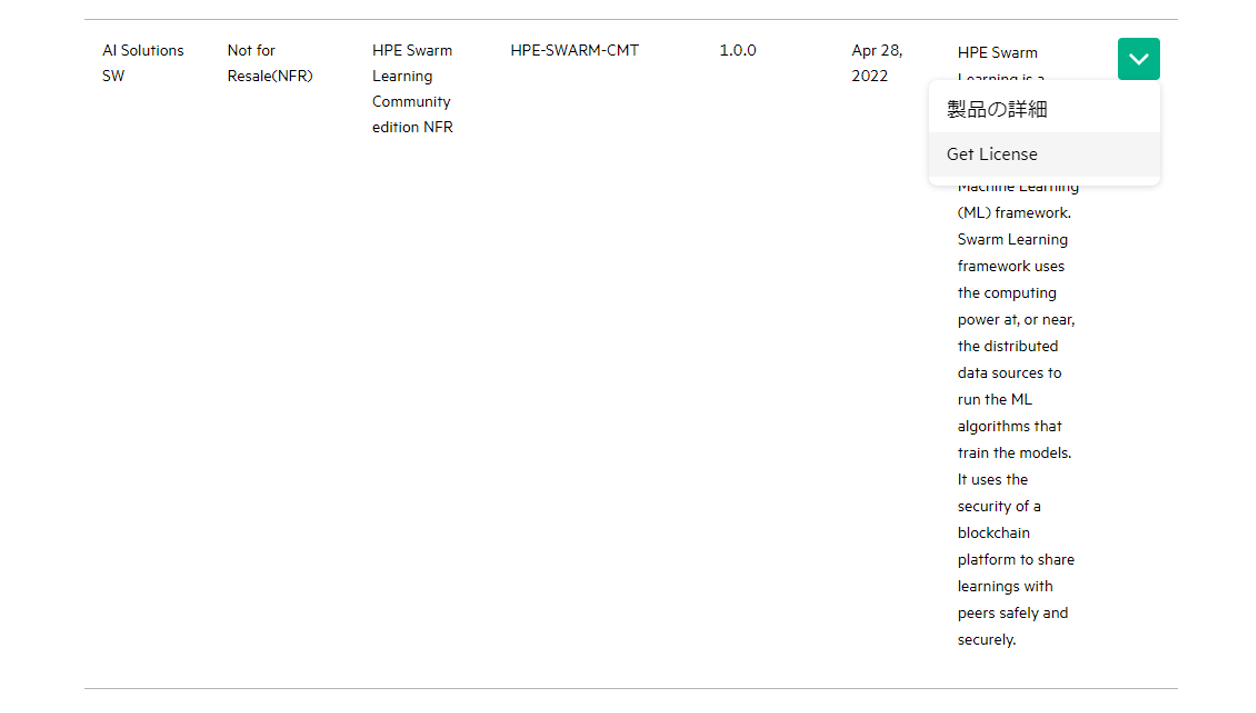 AI Solutions
SW
Not for
Resale(NFR)
HPE Swarm
Learning
Community
edition NFR
HPE-SWARM-CMT
1.0.0
Apr 28,
2022
HPE Swarm
Learning is a
製品の詳細
Get License
Machine Learning
(ML) framework.
Swarm Learning
framework uses
the computing
power at, or near,
the distributed
data sources to
run the ML
algorithms that
train the models.
It uses the
security of a
blockchain
platform to share
learnings with
peers safely and
securely.